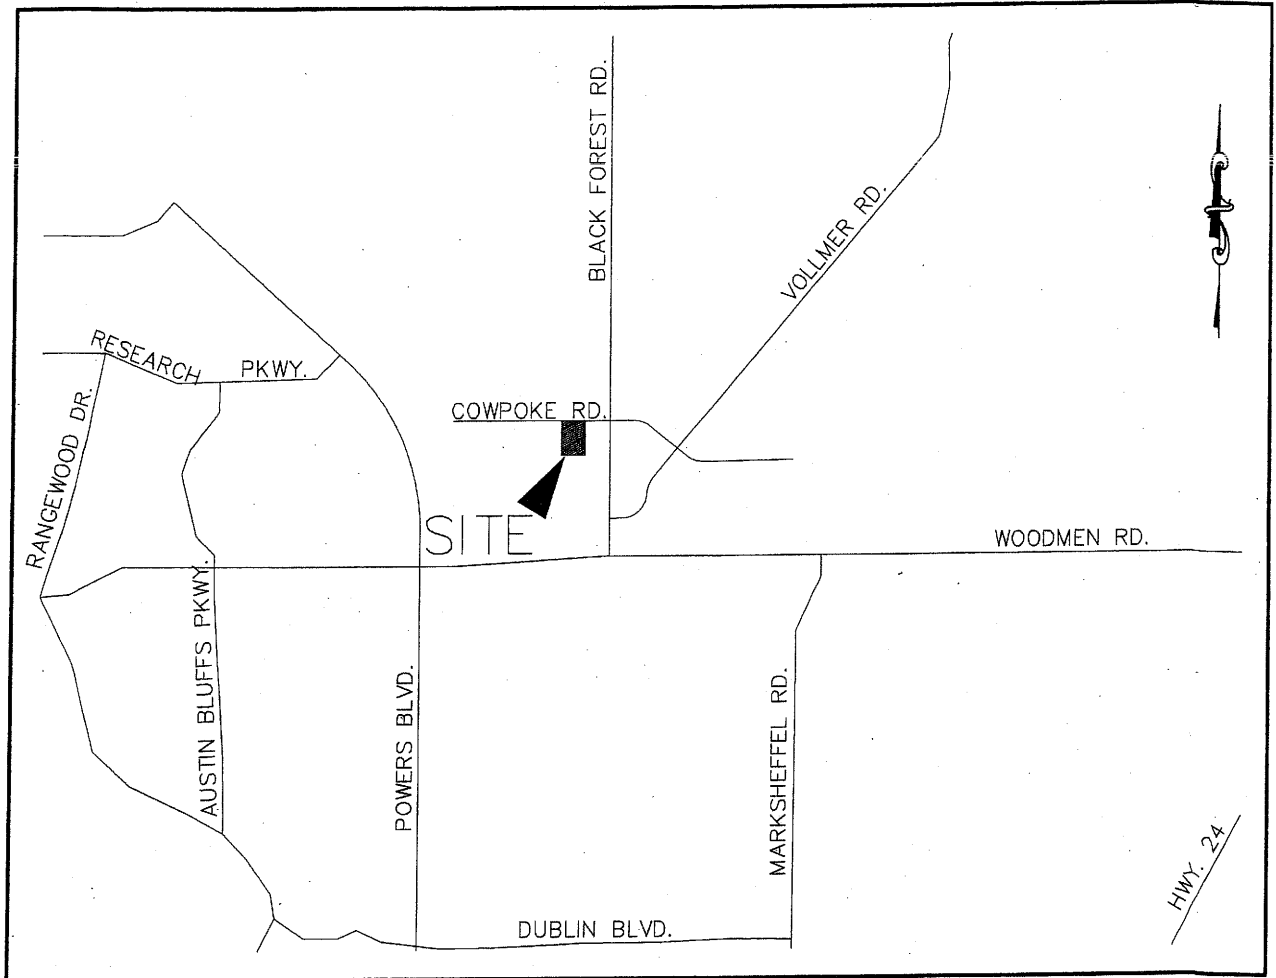 BLACK FOREST RD.
VOLLMER RD.
RESEARCH PKWY.
RANGEWOOD DR.
COWPOKE RD.
SITE
WOODMEN RD.
AUSTIN BLUFFS PKWY.
POWERS BLVD.
MARKSHEFFEL RD.
HWY. 24
DUBLIN BLVD.